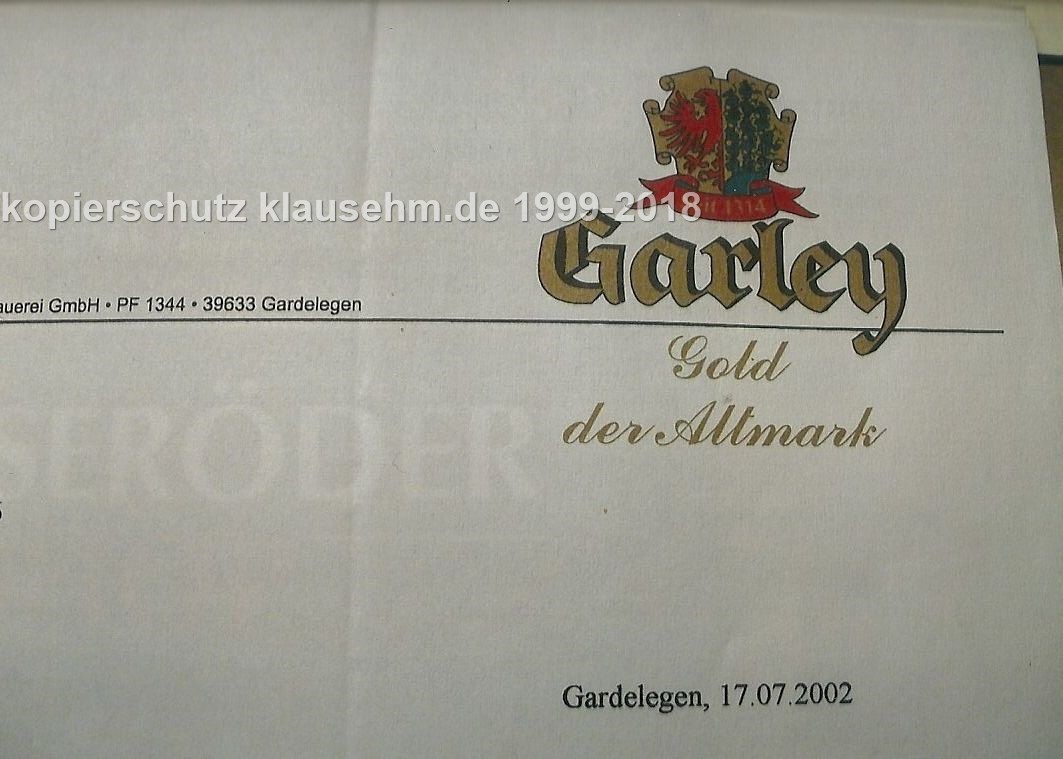 kopierschutz klausehm.de 1999-2018
1314
Garley
auerei GmbH • PF 1344 • 39633 Gardelegen
Gold
der Altmark
SERÖDER
Gardelegen, 17.07.2002